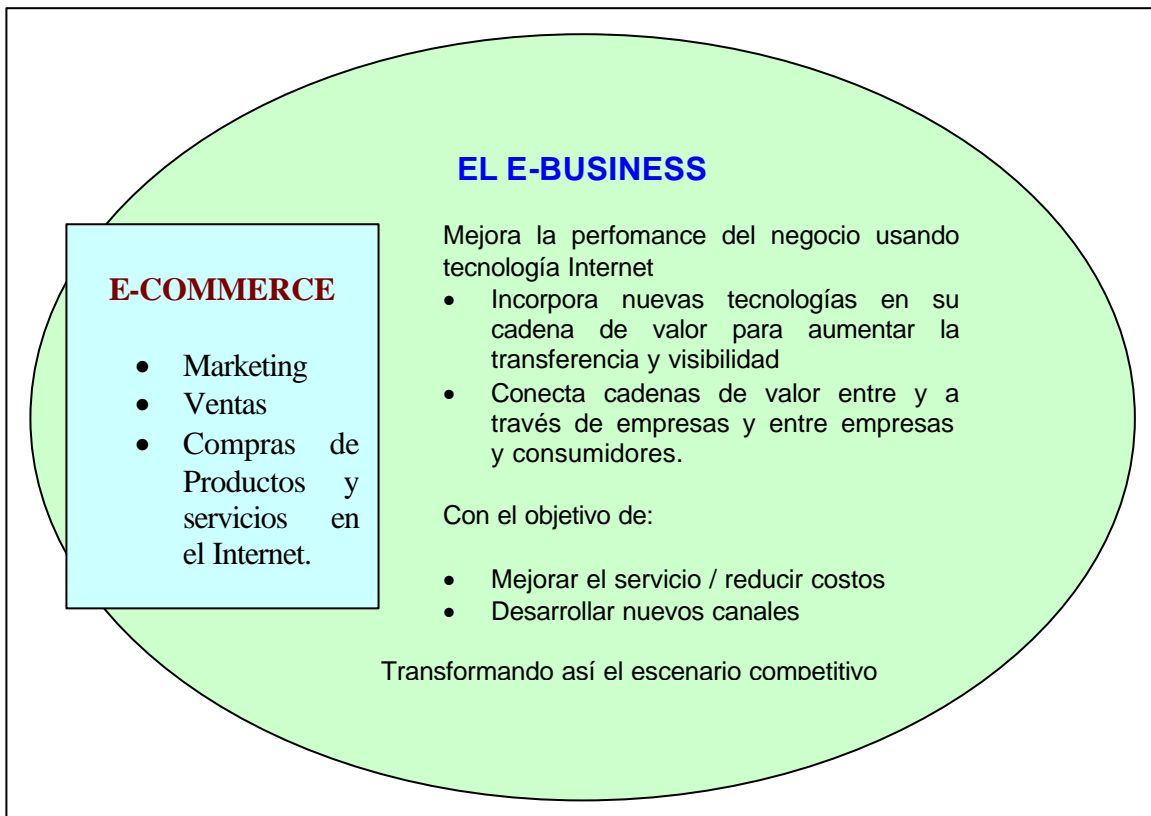 EL E-BUSINESS
Mejora la perfomance del negocio usando
tecnología Internet
• Incorpora nuevas tecnologías en su
cadena de valor para aumentar la
transferencia y visibilidad
• Conecta cadenas de valor entre y a
través de empresas y entre empresas
y consumidores.
Con el objetivo de:
• Mejorar el servicio / reducir costos
• Desarrollar nuevos canales
Transformando así el escenario competitivo
E-COMMERCE
• Marketing
• Ventas
• Compras de
Productos y
servicios en
el Internet.